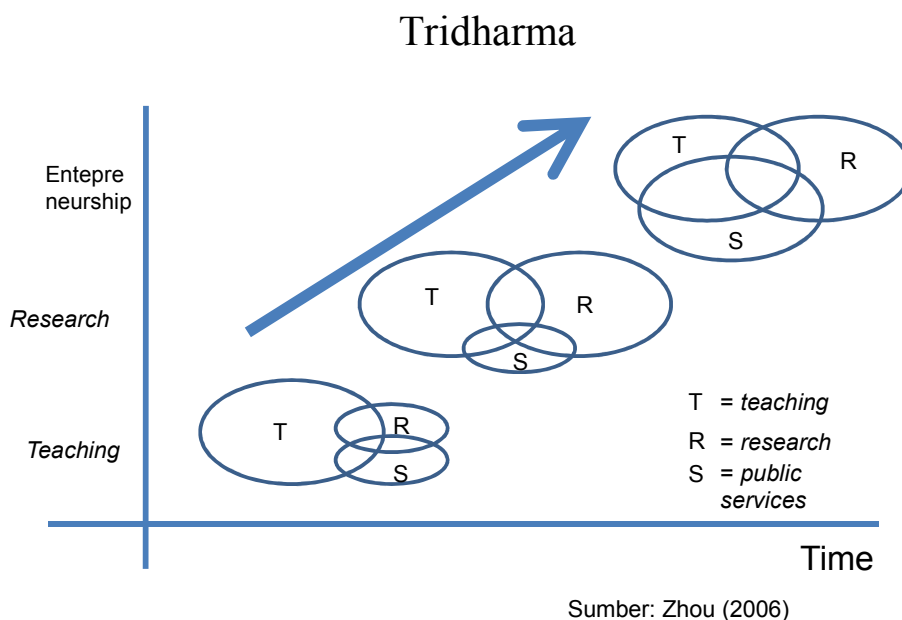 Tridharma
Entepre
neurship
T
R
S
Research
T
R
S
Teaching
T
R
S
T = teaching
R = research
S = public
services
Time
Sumber: Zhou (2006)